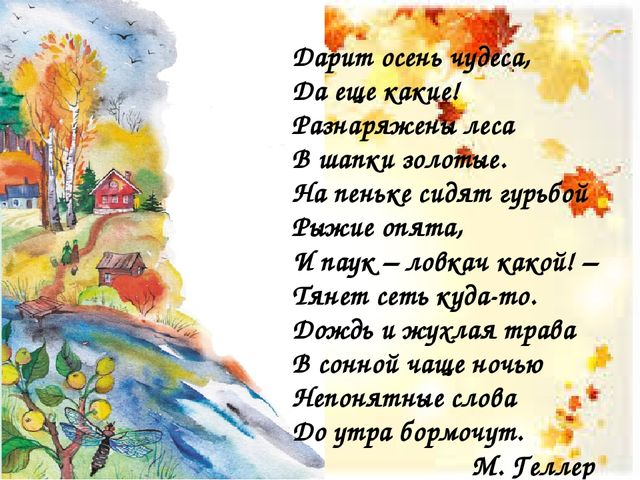 Дарит осень чудеса,
Да еще какие!
Разнаряжены леса
В шапки золотые.
На пеньке сидят гурьбой
Рыжие опята,
И паук – ловкач какой! –
Тянет сеть куда-то.
Дождь и жухлая трава
В сонной чаще ночью
Непонятные слова
До утра бормочут.
М. Геллер